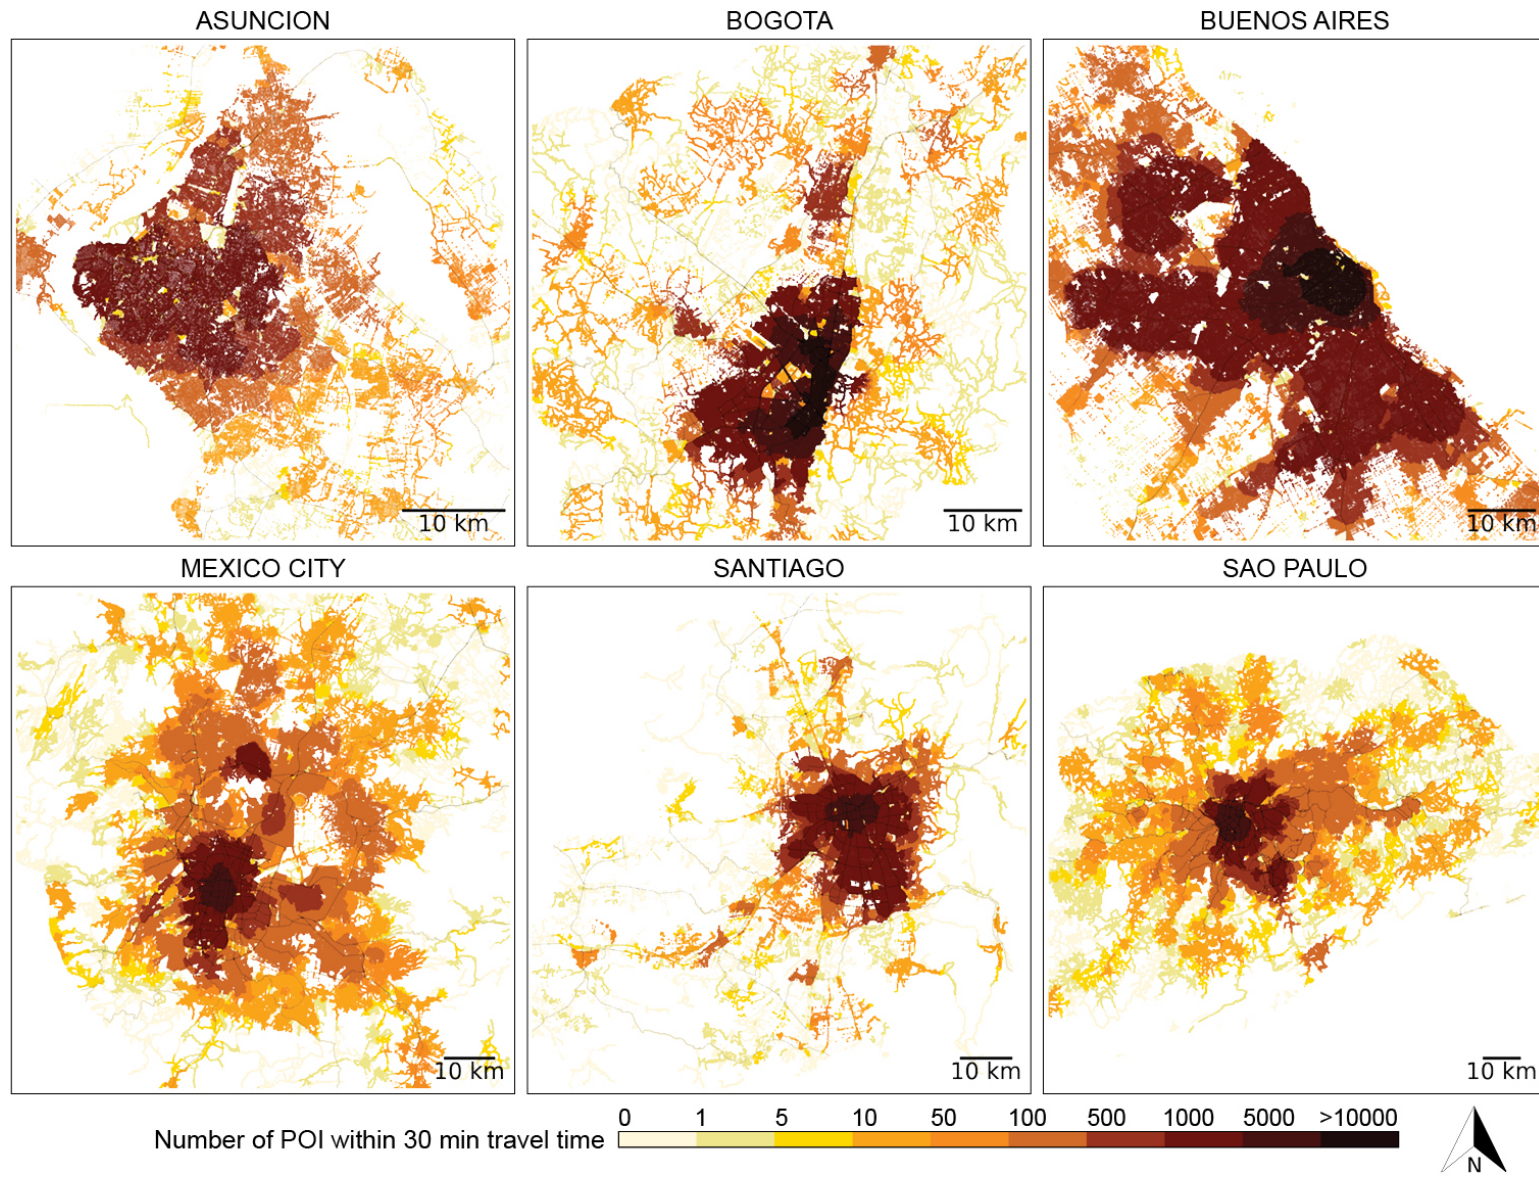 ASUNCION
BOGOTA
BUENOS AIRES
10 km
10 km
10 km
MEXICO CITY
SANTIAGO
SAO PAULO
10 km
10 km
10 km
0 1 5 10 50 100 500 1000 5000 >10000
Number of POI within 30 min travel time
N